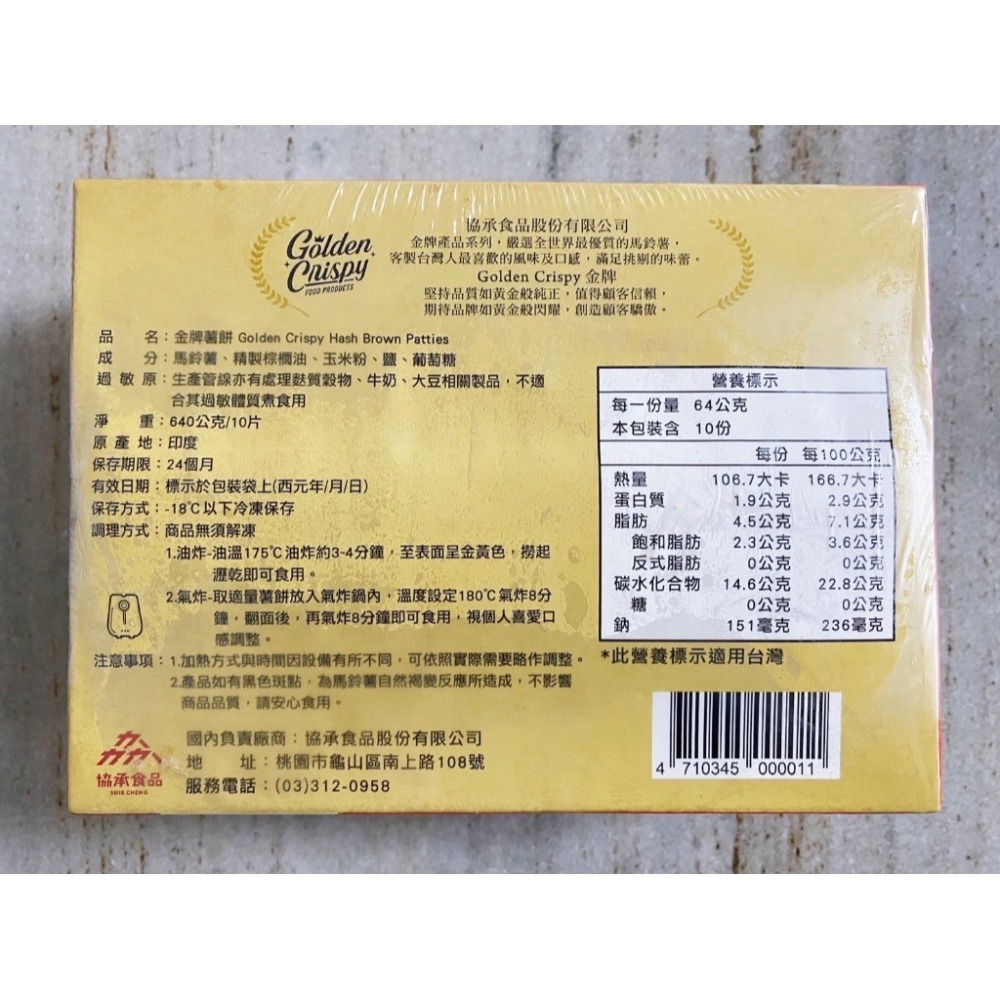 Golden
Crispy
FOOD PRODUCTS
協承食品股份有限公司
金牌產品系列，嚴選全世界最優質的馬鈴薯，
客製台灣人最喜歡的風味及口感，滿足挑剔的味蕾。
Golden Crispy 金牌
堅持品質如黃金般純正，值得顧客信賴，
期待品牌如黃金般閃耀，創造顧客驕傲。
品　　名：金牌薯餅 Golden Crispy Hash Brown Patties
成　　分：馬鈴薯、精製棕櫚油、玉米粉、鹽、葡萄糖
過 敏 原：生產管線亦有處理麩質穀物、牛奶、大豆相關製品，不適
合其過敏體質煮食用
淨　　重：640公克/10片
原 產 地：印度
保存期限：24個月
有效日期：標示於包裝袋上(西元年/月/日)
保存方式：-18℃以下冷凍保存
調理方式：商品無須解凍
1.油炸-油溫175℃油炸約3-4分鐘，至表面呈金黃色，撈起
瀝乾即可食用。
2.氣炸-取適量薯餅放入氣炸鍋內，溫度設定180℃氣炸8分
鐘，翻面後，再氣炸8分鐘即可食用，視個人喜愛口
感調整。
注意事項：1.加熱方式與時間因設備有所不同，可依照實際需要略作調整。
2.產品如有黑色斑點，為馬鈴薯自然褐變反應所造成，不影響
商品品質，請安心食用。
營養標示
每一份量 64公克
本包裝含 10份
每份 每100公克
熱量 106.7大卡 166.7大卡
蛋白質 1.9公克 2.9公克
脂肪 4.5公克 7.1公克
飽和脂肪 2.3公克 3.6公克
反式脂肪 0公克 0公克
碳水化合物 14.6公克 22.8公克
糖 0公克 0公克
鈉 151毫克 236毫克
*此營養標示適用台灣
協承食品
SHIE CHENG
國內負責廠商：協承食品股份有限公司
地　　址：桃園市龜山區南上路108號
服務電話：(03)312-0958
4 710345 000011